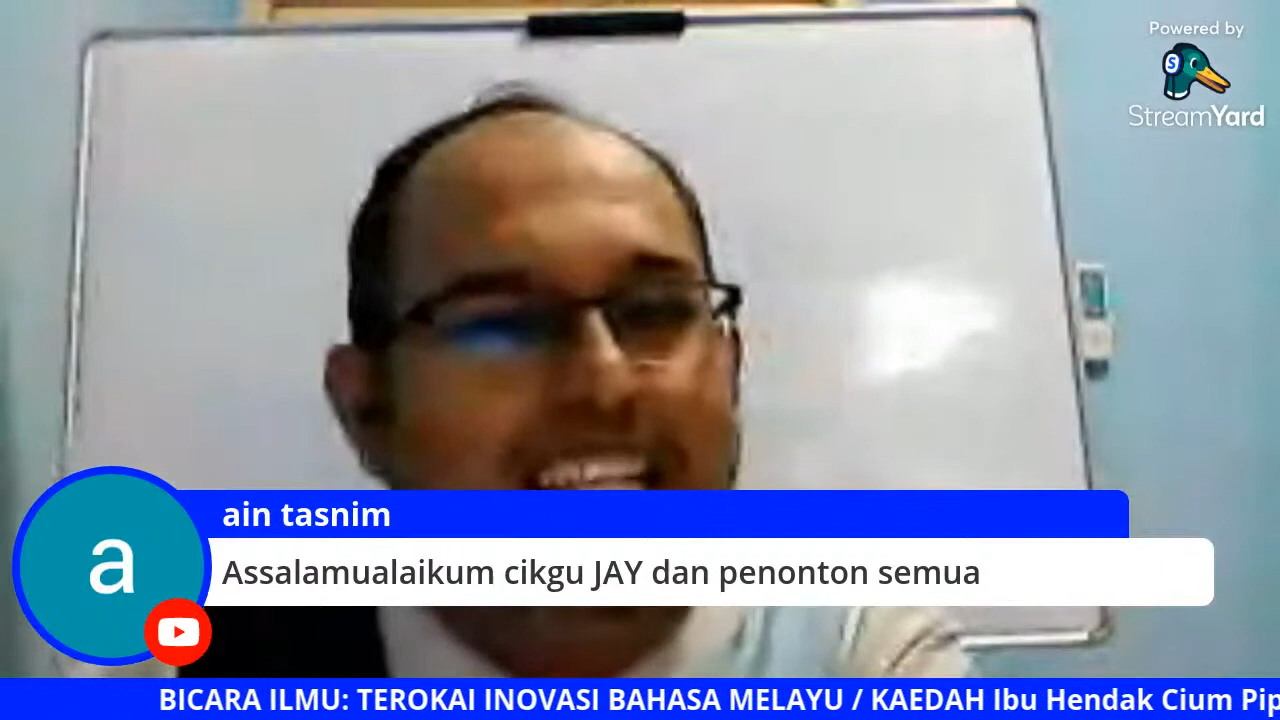 Powered by
StreamYard
ain tasnim
a
Assalamualaikum cikgu JAY dan penonton semua
BICARA ILMU: TEROKAI INOVASI BAHASA MELAYU / KAEDAH Ibu Hendak Cium Pip